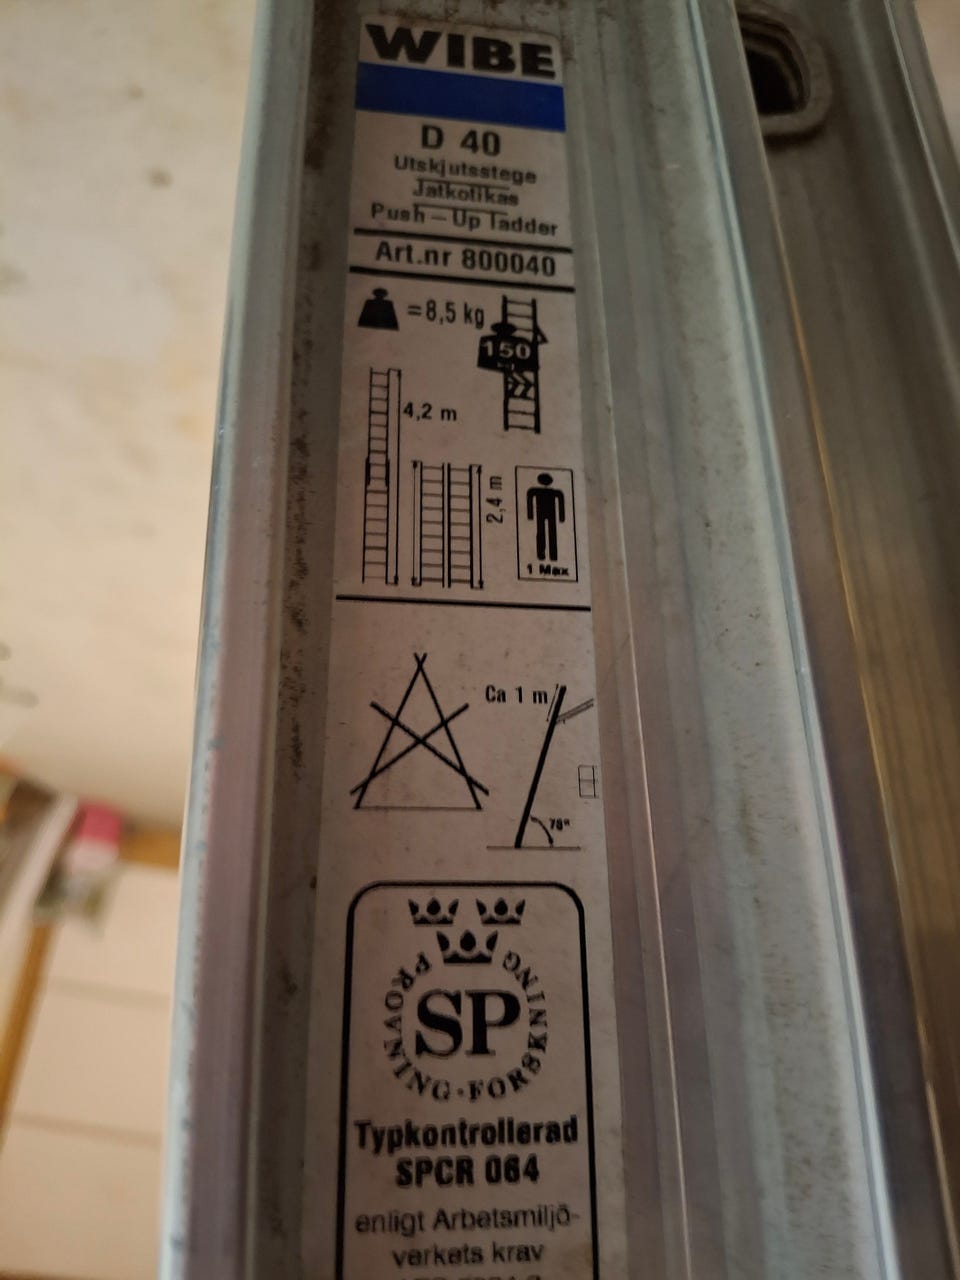 WIBE
D 40
Utskjutsstege
Jatkotikas
Push-Up ladder
Art.nr 800040
=8,5 kg
150
4,2 m
2,4 m
1 Max
Ca 1 m
75°
SP
PROVNING·FORSKNING
Typkontrollerad
SPCR 064
enligt Arbetsmiljö-
verkets krav